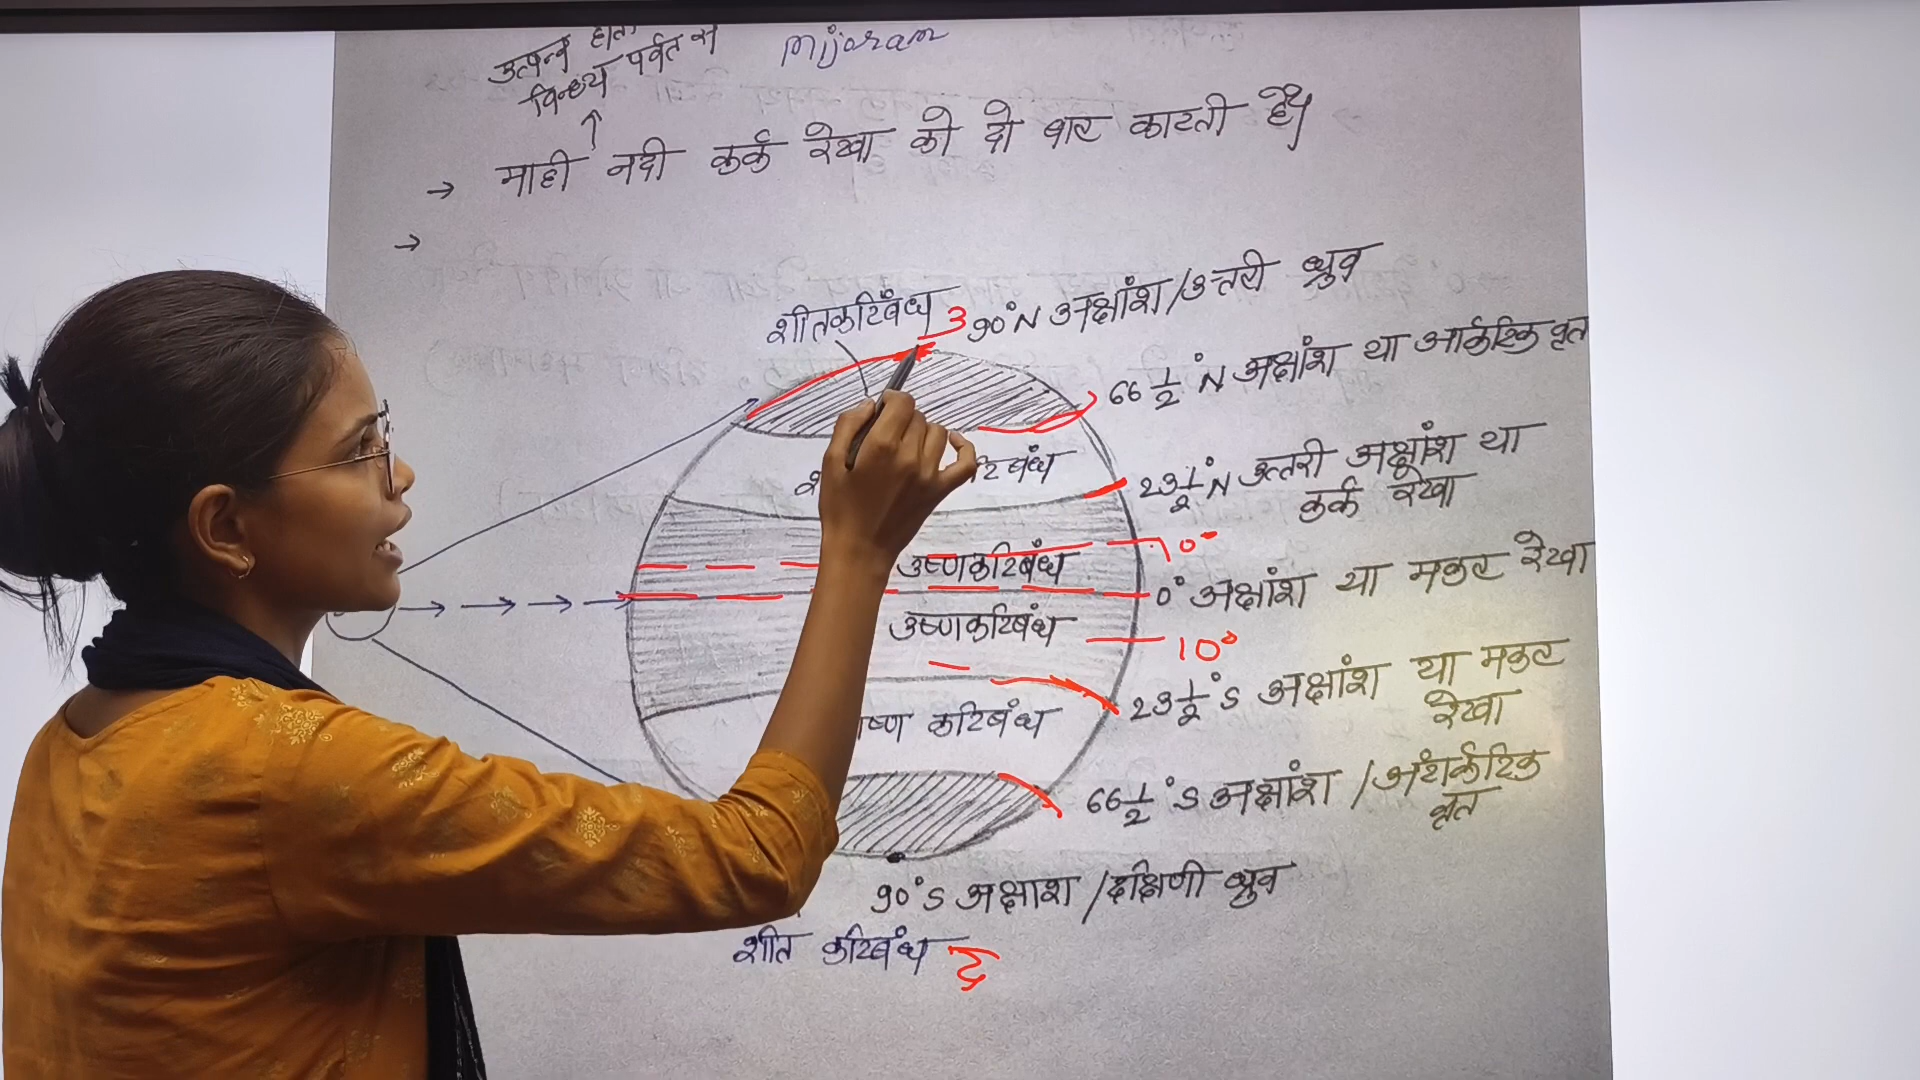 उत्पन्न होता
विन्ध्य पर्वत से
Mijoram
→ माही नदी कर्क रेखा को दो बार काटती है।
→
शीतकटिबंध उ
90°N अक्षांश/उत्तरी ध्रुव
66 1/2°N अक्षांश या आर्कटिक वृत
कटिबंध
23 1/2°N उत्तरी अक्षांश या
कर्क रेखा
उष्णकटिबंध
0° अक्षांश या मकर रेखा
उष्णकटिबंध
10°
23 1/2°S अक्षांश या मकर
रेखा
ष्ण कटिबंध
66 1/2°S अक्षांश /अंटार्कटिक
वृत
90°S अक्षाश /दक्षिणी ध्रुव
शीत कटिबंध द